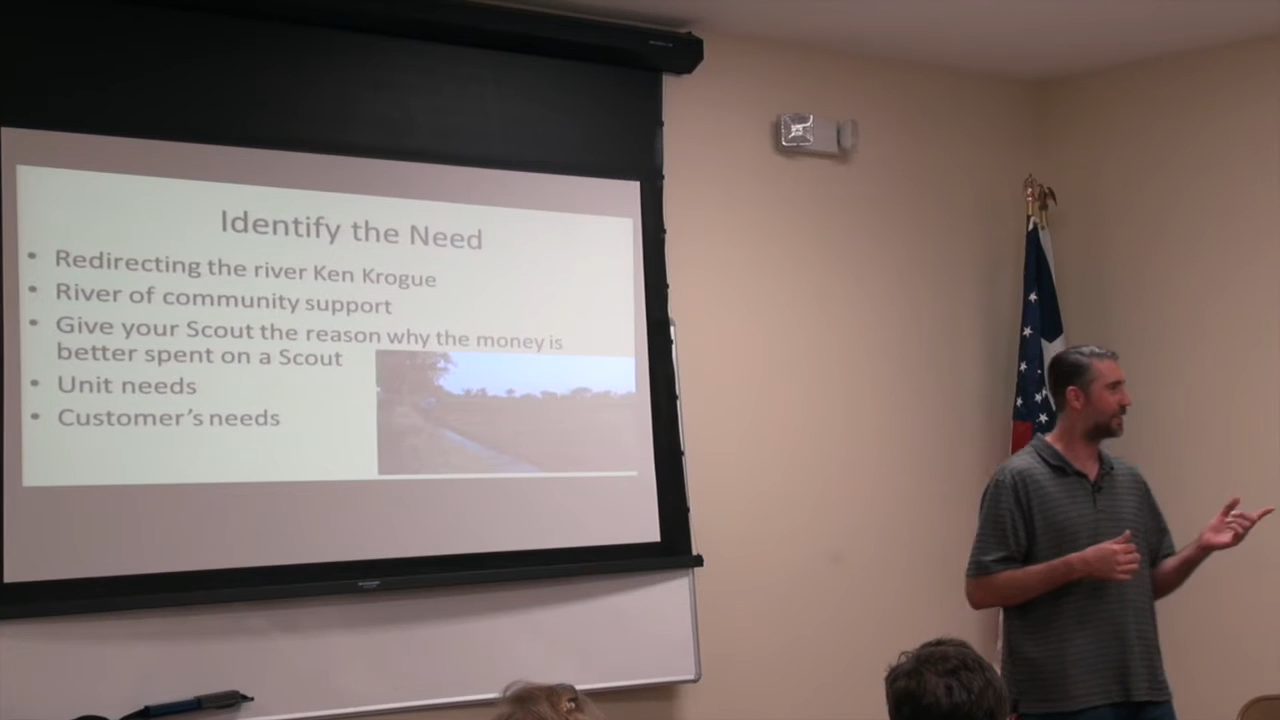 Identify the Need
• Redirecting the river Ken Krogue
• River of community support
• Give your Scout the reason why the money is
better spent on a Scout
• Unit needs
• Customer's needs